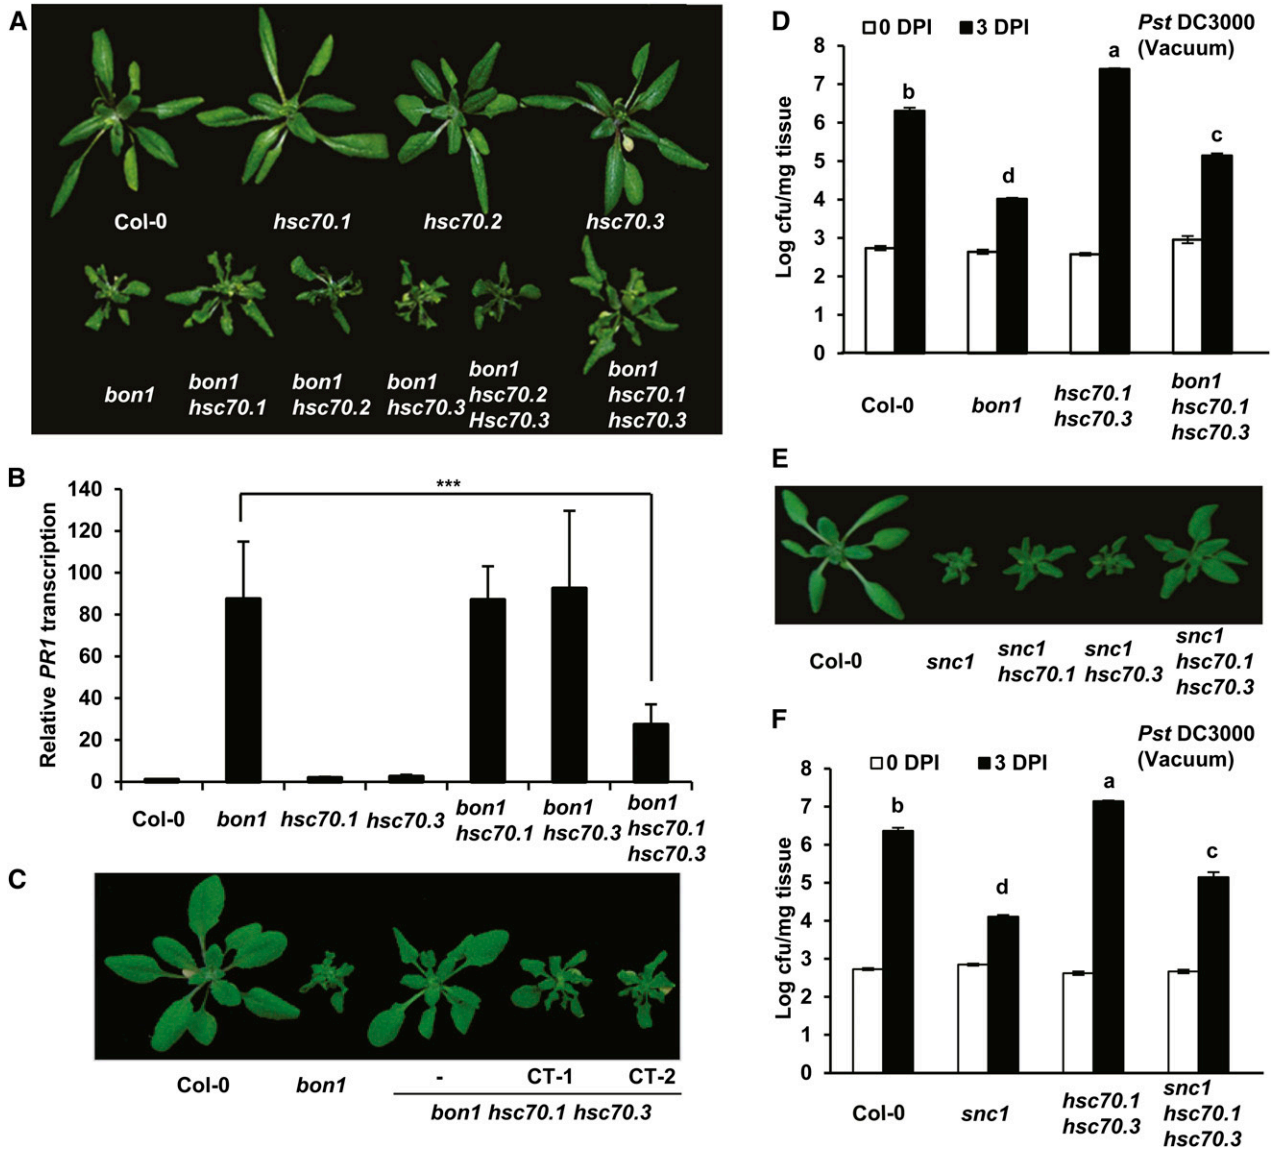 A
Col-0 hsc70.1 hsc70.2 hsc70.3
bon1
bon1
hsc70.1
bon1
hsc70.2
bon1
hsc70.3
bon1
hsc70.2
Hsc70.3
bon1
hsc70.1
hsc70.3
B
Relative PR1 transcription
140
120
100
80
60
40
20
0
***
Col-0
bon1
hsc70.1
hsc70.3
bon1
hsc70.1
bon1
hsc70.3
bon1
hsc70.1
hsc70.3
C
Col-0
bon1
- CT-1 CT-2
bon1 hsc70.1 hsc70.3
D
0 DPI 3 DPI
Pst DC3000
(Vacuum)
Log cfu/mg tissue
8
7
6
5
4
3
2
1
0
b
d
a
c
Col-0
bon1
hsc70.1
hsc70.3
bon1
hsc70.1
hsc70.3
E
Col-0
snc1
snc1
hsc70.1
snc1
hsc70.3
snc1
hsc70.1
hsc70.3
F
0 DPI 3 DPI
Pst DC3000
(Vacuum)
Log cfu/mg tissue
8
7
6
5
4
3
2
1
0
b
d
a
c
Col-0
snc1
hsc70.1
hsc70.3
snc1
hsc70.1
hsc70.3